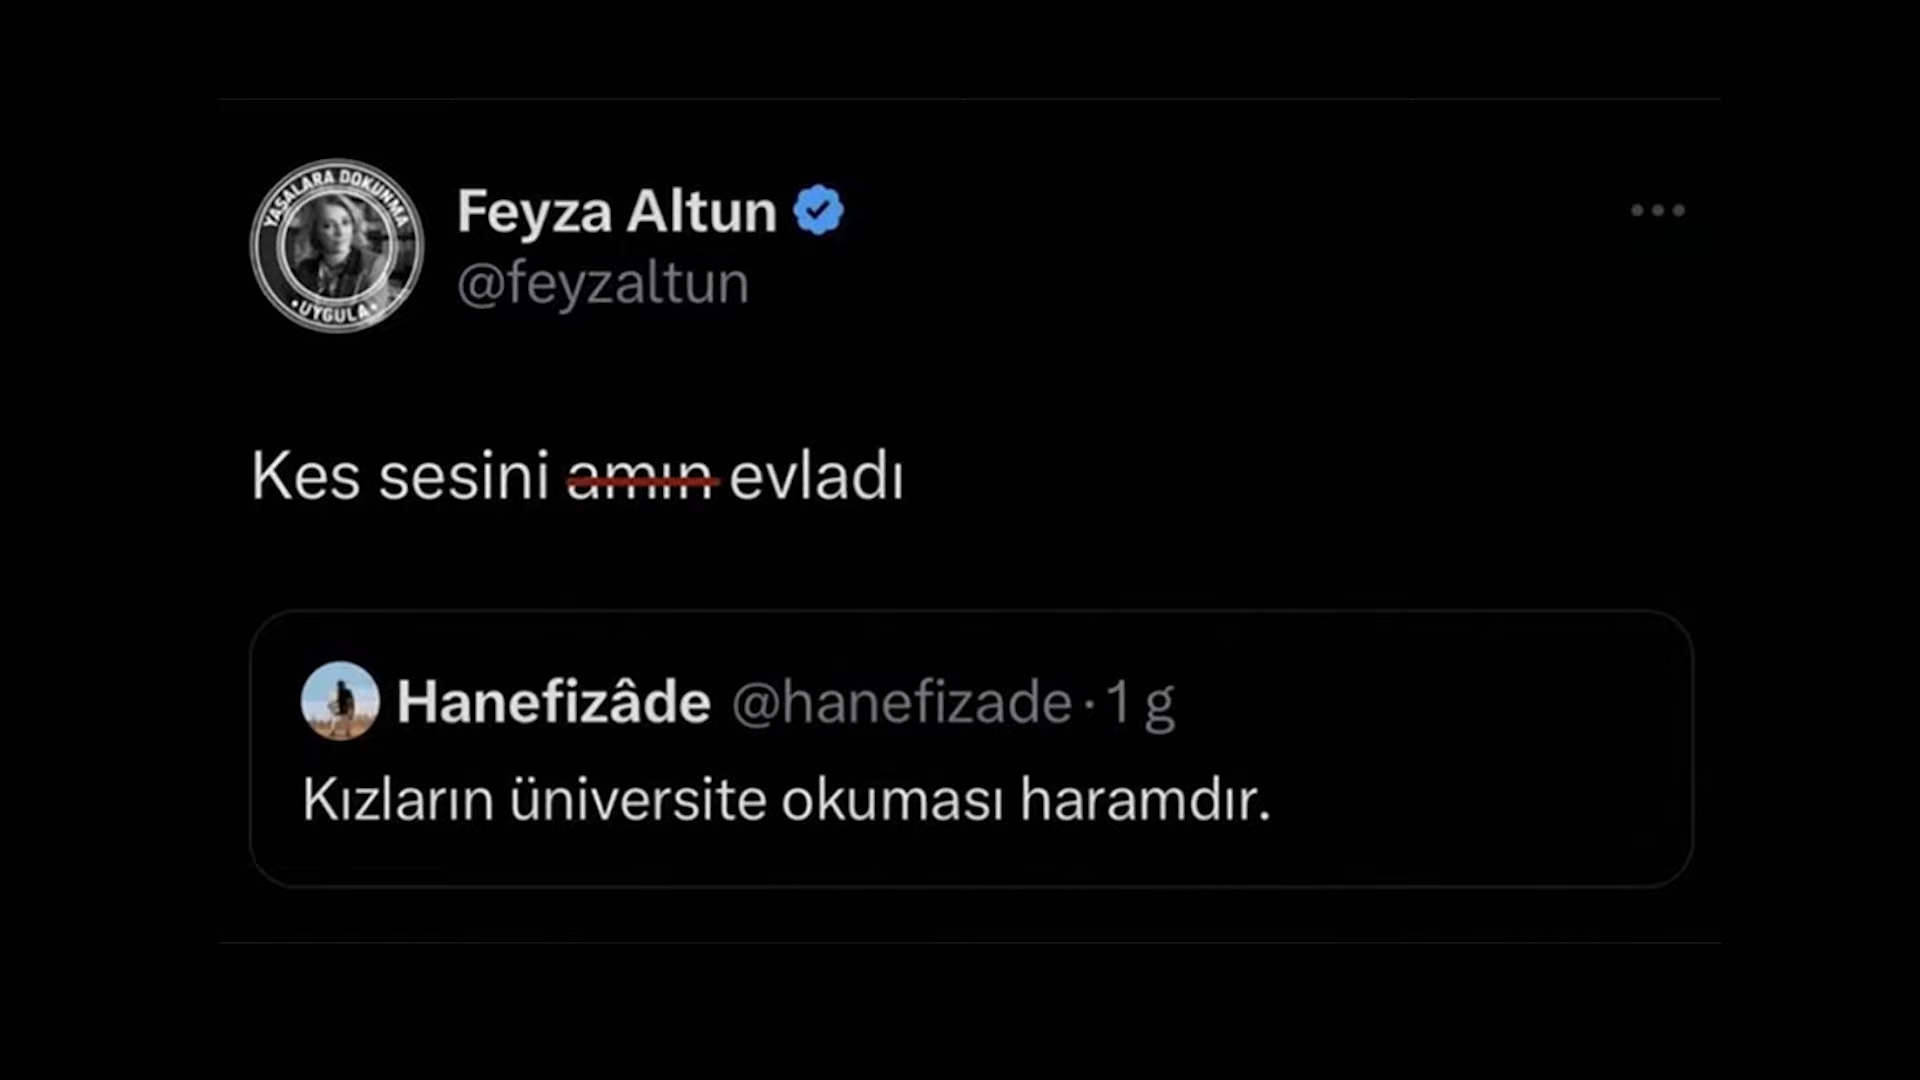 YASALARA DOKUNMA
• UYGULA •
Feyza Altun
@feyzaltun
Kes sesini amın evladı
Hanefizâde @hanefizade · 1 g
Kızların üniversite okuması haramdır.